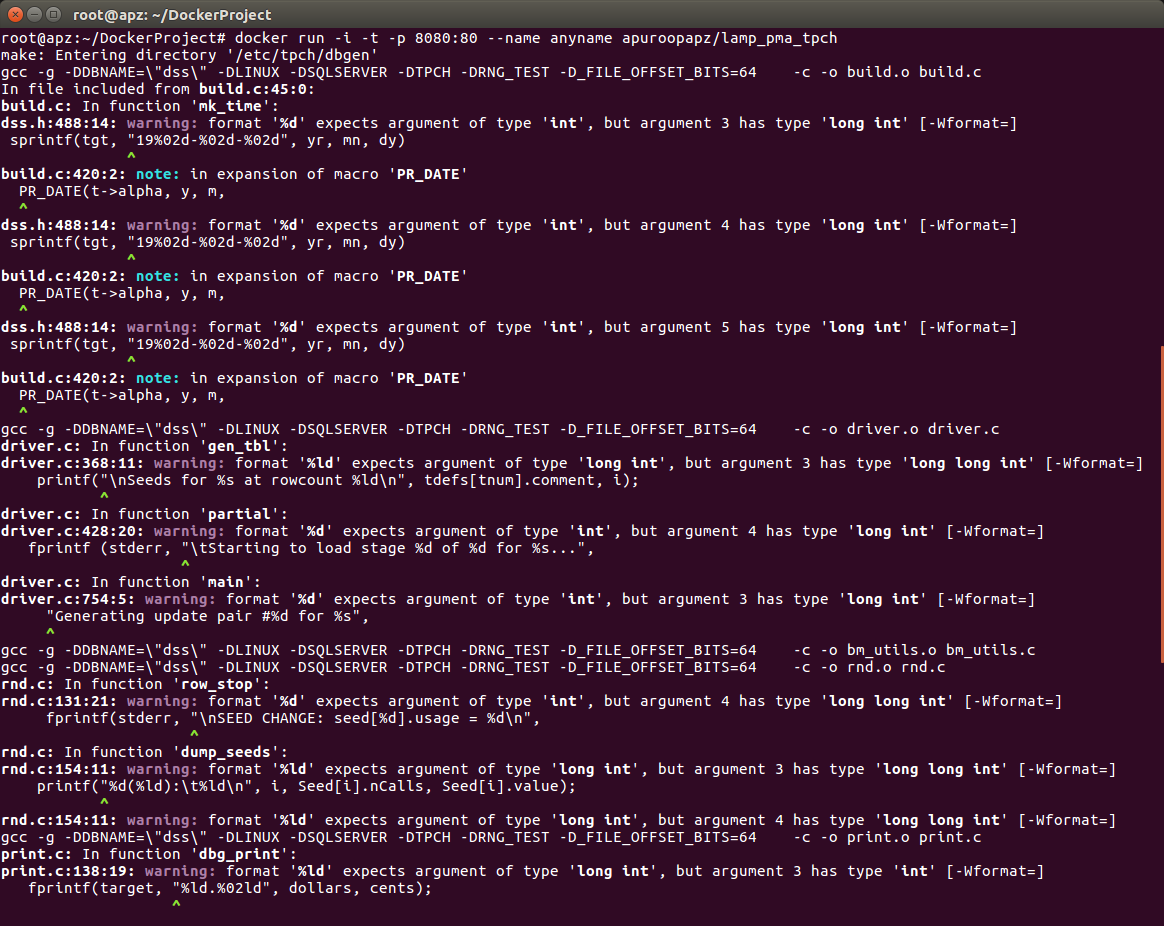 root@apz: ~/DockerProject
root@apz:~/DockerProject# docker run -i -t -p 8080:80 --name anyname apuroopapz/lamp_pma_tpch
make: Entering directory '/etc/tpch/dbgen'
gcc -g -DDBNAME=\"dss\" -DLINUX -DSQLSERVER -DTPCH -DRNG_TEST -D_FILE_OFFSET_BITS=64    -c -o build.o build.c
In file included from build.c:45:0:
build.c: In function 'mk_time':
dss.h:488:14: warning: format '%d' expects argument of type 'int', but argument 3 has type 'long int' [-Wformat=]
 sprintf(tgt, "19%02d-%02d-%02d", yr, mn, dy)
              ^
build.c:420:2: note: in expansion of macro 'PR_DATE'
  PR_DATE(t->alpha, y, m,
  ^
dss.h:488:14: warning: format '%d' expects argument of type 'int', but argument 4 has type 'long int' [-Wformat=]
 sprintf(tgt, "19%02d-%02d-%02d", yr, mn, dy)
              ^
build.c:420:2: note: in expansion of macro 'PR_DATE'
  PR_DATE(t->alpha, y, m,
  ^
dss.h:488:14: warning: format '%d' expects argument of type 'int', but argument 5 has type 'long int' [-Wformat=]
 sprintf(tgt, "19%02d-%02d-%02d", yr, mn, dy)
              ^
build.c:420:2: note: in expansion of macro 'PR_DATE'
  PR_DATE(t->alpha, y, m,
  ^
gcc -g -DDBNAME=\"dss\" -DLINUX -DSQLSERVER -DTPCH -DRNG_TEST -D_FILE_OFFSET_BITS=64    -c -o driver.o driver.c
driver.c: In function 'gen_tbl':
driver.c:368:11: warning: format '%ld' expects argument of type 'long int', but argument 3 has type 'long long int' [-Wformat=]
    printf("\nSeeds for %s at rowcount %ld\n", tdefs[tnum].comment, i);
           ^
driver.c: In function 'partial':
driver.c:428:20: warning: format '%d' expects argument of type 'int', but argument 4 has type 'long int' [-Wformat=]
   fprintf (stderr, "\tStarting to load stage %d of %d for %s...",
                    ^
driver.c: In function 'main':
driver.c:754:5: warning: format '%d' expects argument of type 'int', but argument 3 has type 'long int' [-Wformat=]
     "Generating update pair #%d for %s",
     ^
gcc -g -DDBNAME=\"dss\" -DLINUX -DSQLSERVER -DTPCH -DRNG_TEST -D_FILE_OFFSET_BITS=64    -c -o bm_utils.o bm_utils.c
gcc -g -DDBNAME=\"dss\" -DLINUX -DSQLSERVER -DTPCH -DRNG_TEST -D_FILE_OFFSET_BITS=64    -c -o rnd.o rnd.c
rnd.c: In function 'row_stop':
rnd.c:131:21: warning: format '%d' expects argument of type 'int', but argument 4 has type 'long long int' [-Wformat=]
     fprintf(stderr, "\nSEED CHANGE: seed[%d].usage = %d\n",
                     ^
rnd.c: In function 'dump_seeds':
rnd.c:154:11: warning: format '%ld' expects argument of type 'long int', but argument 3 has type 'long long int' [-Wformat=]
    printf("%d(%ld):\t%ld\n", i, Seed[i].nCalls, Seed[i].value);
           ^
rnd.c:154:11: warning: format '%ld' expects argument of type 'long int', but argument 4 has type 'long long int' [-Wformat=]
gcc -g -DDBNAME=\"dss\" -DLINUX -DSQLSERVER -DTPCH -DRNG_TEST -D_FILE_OFFSET_BITS=64    -c -o print.o print.c
print.c: In function 'dbg_print':
print.c:138:19: warning: format '%ld' expects argument of type 'long int', but argument 3 has type 'int' [-Wformat=]
   fprintf(target, "%ld.%02ld", dollars, cents);
                   ^